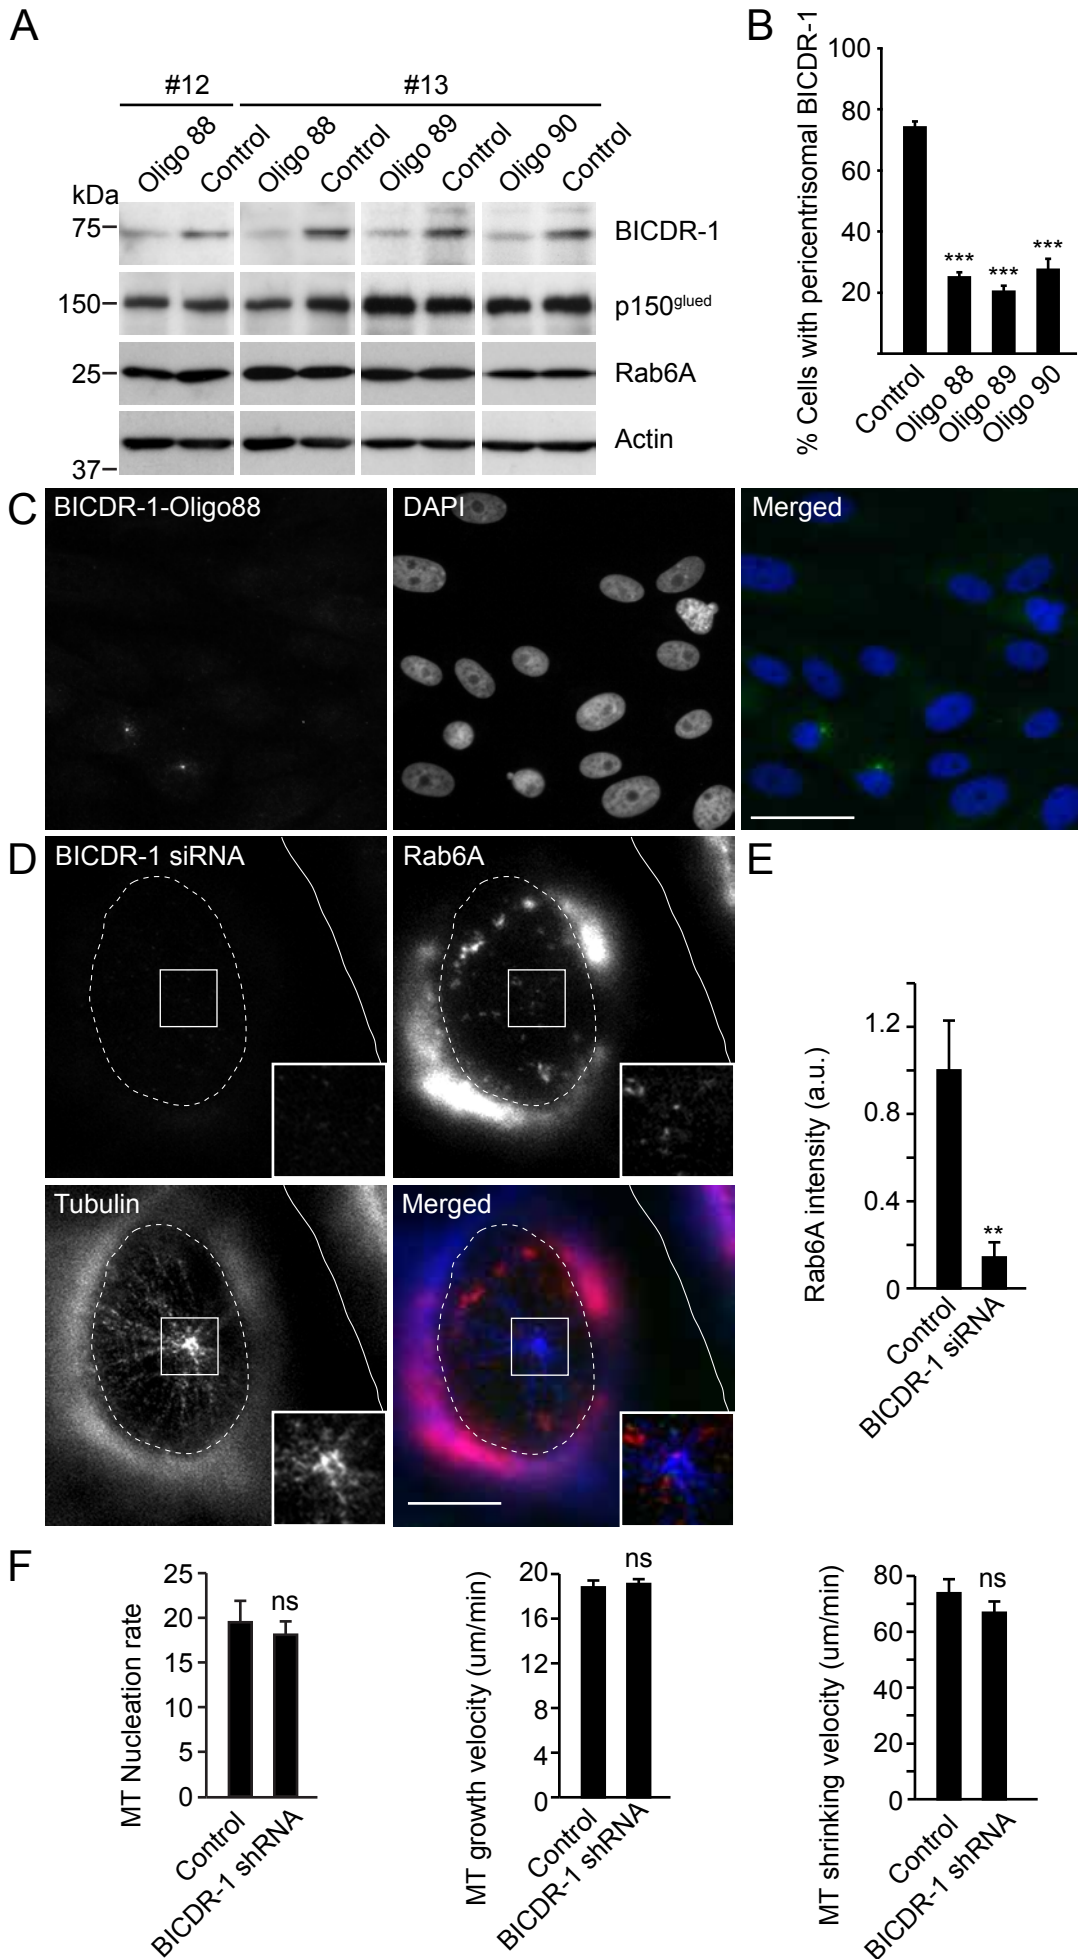 A
#12
#13
Oligo 88
Control
Oligo 88
Control
Oligo 89
Control
Oligo 90
Control
kDa
75
BICDR-1
150
p150glued
25
Rab6A
37
Actin
B
% Cells with pericentrisomal BICDR-1
100
80
60
40
20
***
***
***
Control
Oligo 88
Oligo 89
Oligo 90
C
BICDR-1-Oligo88
DAPI
Merged
D
BICDR-1 siRNA
Rab6A
Tubulin
Merged
E
Rab6A intensity (a.u.)
1.2
0.8
0.4
0
**
Control
BICDR-1 siRNA
F
MT Nucleation rate
25
20
15
10
5
0
ns
Control
BICDR-1 shRNA
MT growth velocity (um/min)
20
16
12
8
4
0
ns
Control
BICDR-1 shRNA
MT shrinking velocity (um/min)
80
60
40
20
0
ns
Control
BICDR-1 shRNA